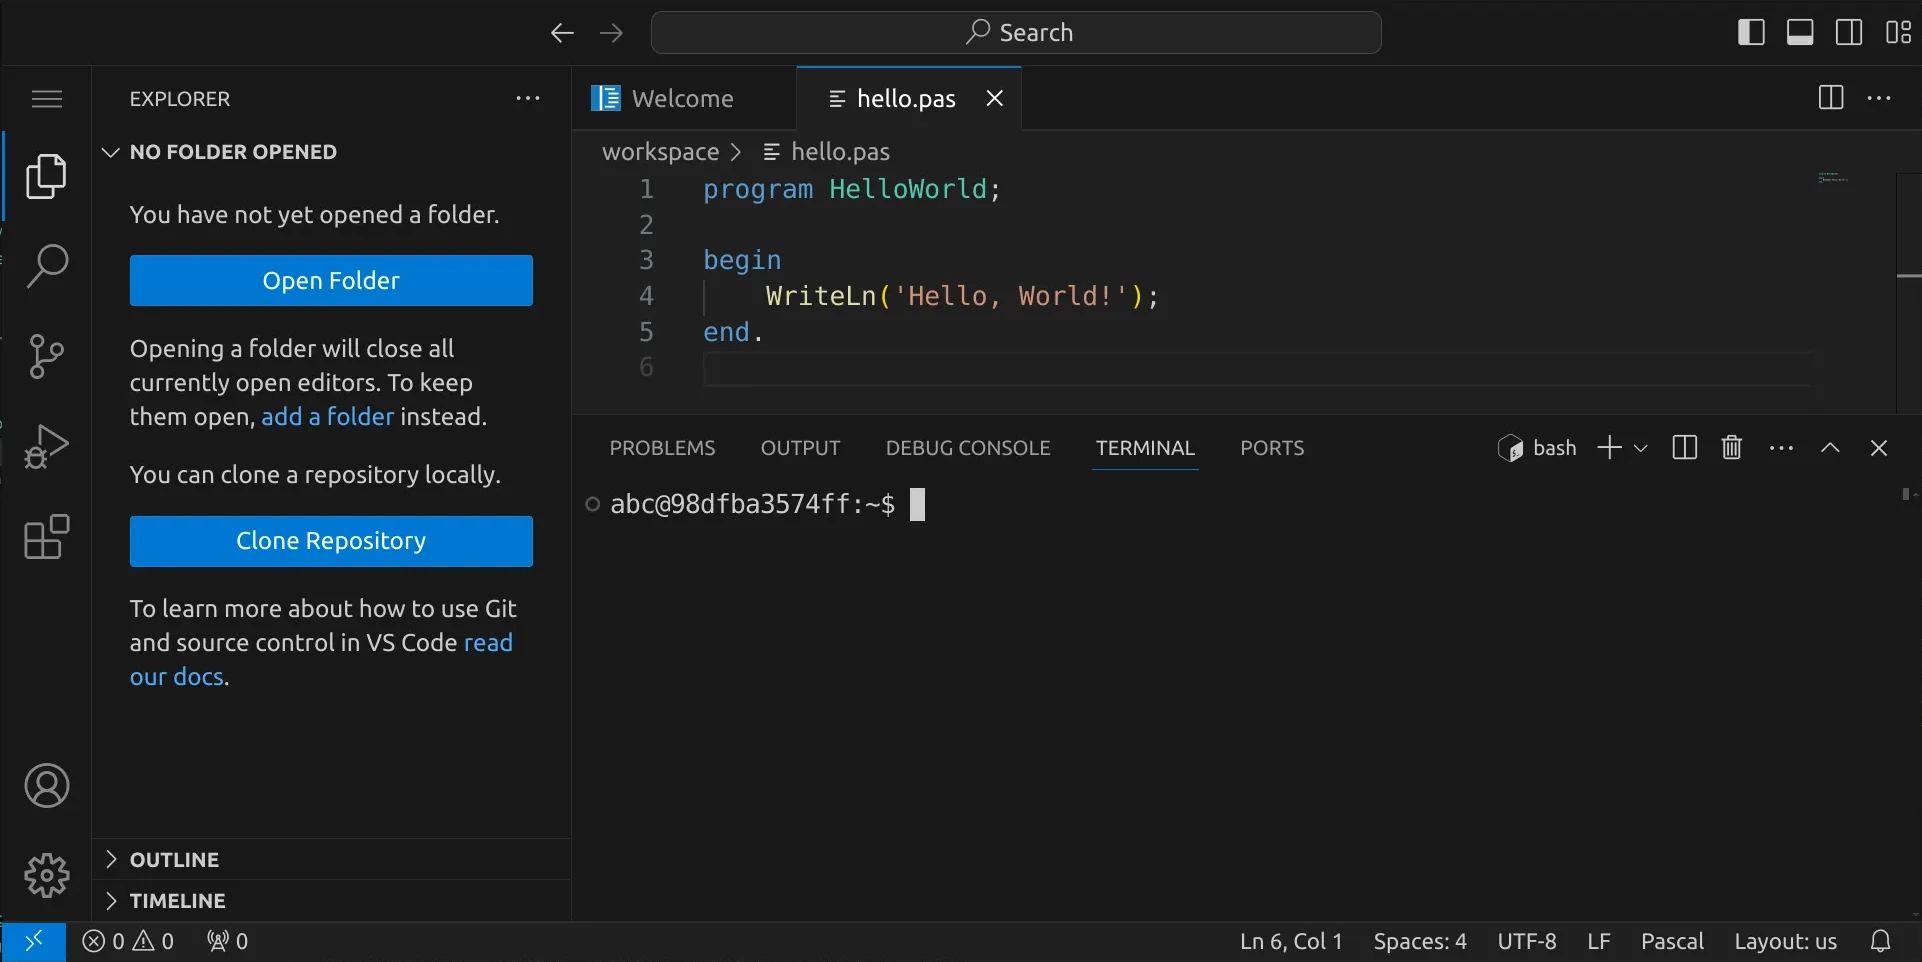 Search
EXPLORER
NO FOLDER OPENED
You have not yet opened a folder.
Open Folder
Opening a folder will close all
currently open editors. To keep
them open, add a folder instead.
You can clone a repository locally.
Clone Repository
To learn more about how to use Git
and source control in VS Code read
our docs.
OUTLINE
TIMELINE
Welcome
hello.pas
workspace > hello.pas
1 program HelloWorld;
2
3 begin
4 WriteLn('Hello, World!');
5 end.
6
PROBLEMS OUTPUT DEBUG CONSOLE TERMINAL PORTS bash
abc@98dfba3574ff:~$
0 0 0 Ln 6, Col 1 Spaces: 4 UTF-8 LF Pascal Layout: us